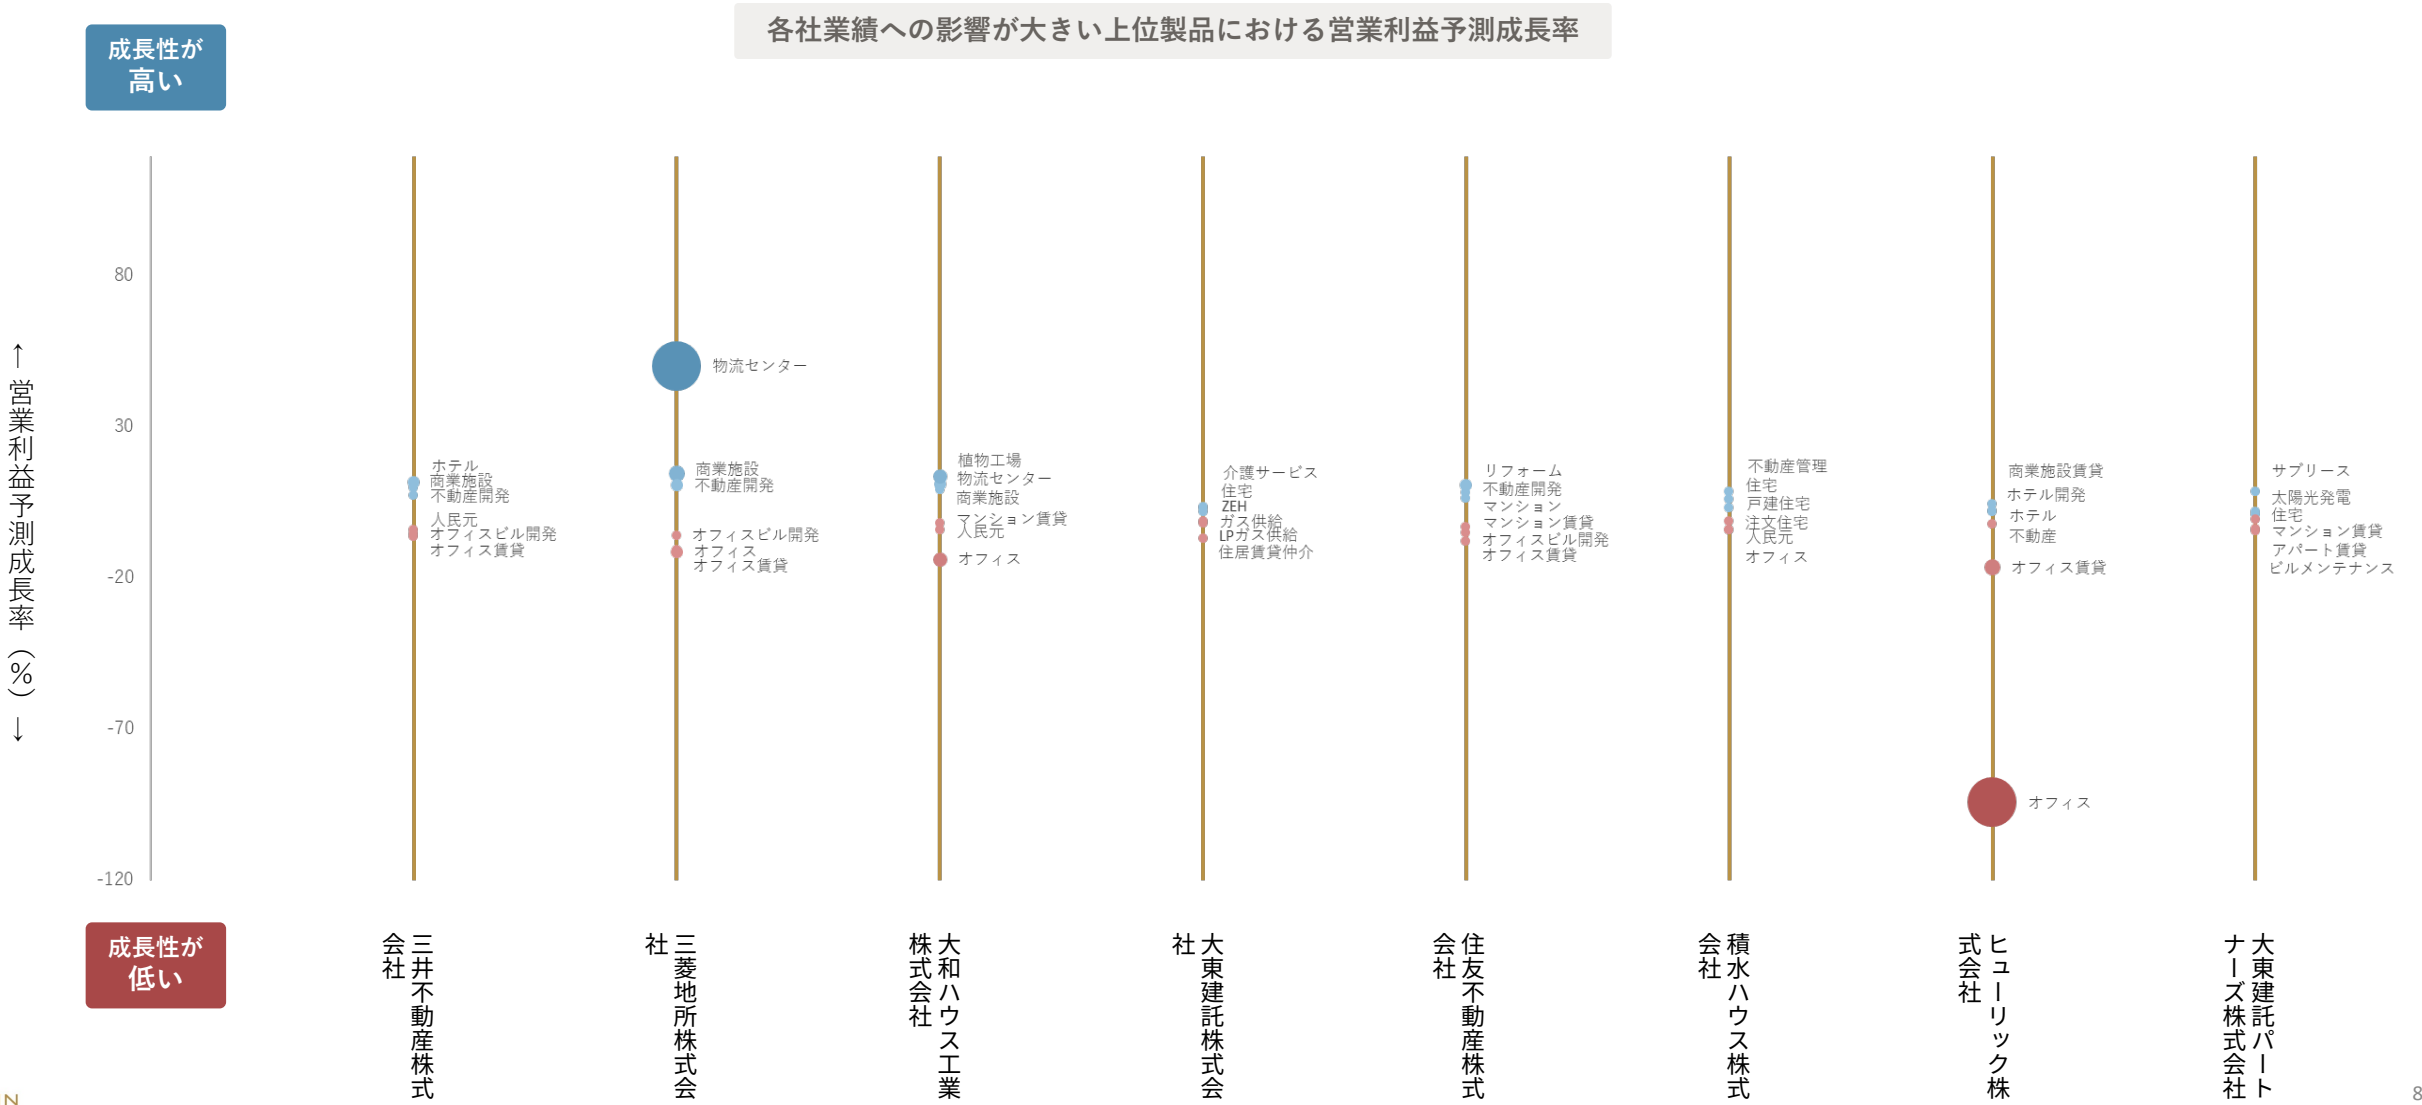 各社業績への影響が大きい上位製品における営業利益予測成長率
成長性が
高い
80
30
-20
-70
-120
↑営業利益予測成長率（%）↓
ホテル
商業施設
不動産開発
人民元
オフィスビル開発
オフィス賃貸
物流センター
商業施設
不動産開発
オフィスビル開発
オフィス
オフィス賃貸
植物工場
物流センター
商業施設
マンション賃貸
人民元
オフィス
介護サービス
住宅
ZEH
ガス供給
LPガス供給
住居賃貸仲介
リフォーム
不動産開発
マンション
マンション賃貸
オフィスビル開発
オフィス賃貸
不動産管理
住宅
戸建住宅
注文住宅
人民元
オフィス
商業施設賃貸
ホテル開発
ホテル
不動産
オフィス賃貸
オフィス
サブリース
太陽光発電
住宅
マンション賃貸
アパート賃貸
ビルメンテナンス
成長性が
低い
三井不動産株式
会社
三菱地所株式会
社
大和ハウス工業
株式会社
大東建託株式会
社
住友不動産株式
会社
積水ハウス株式
会社
ヒューリック株
式会社
大東建託パート
ナーズ株式会社
Z
8